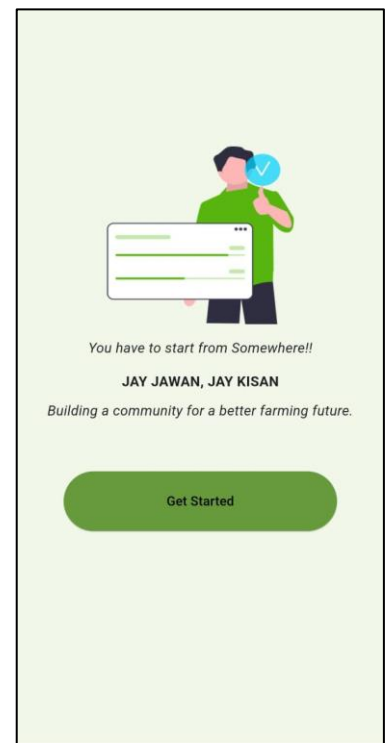 You have to start from Somewhere!!
JAY JAWAN, JAY KISAN
Building a community for a better farming future.
Get Started